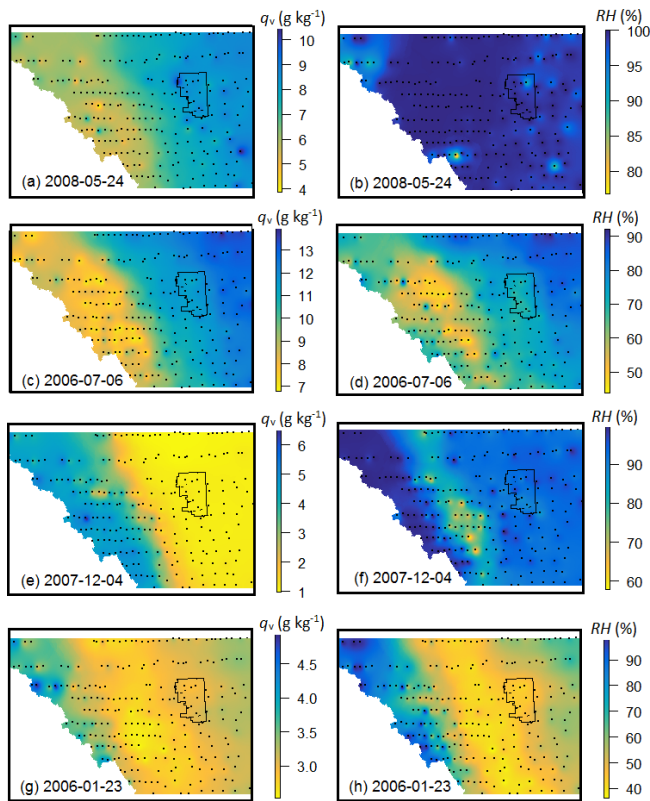 qv (g kg-1)
10
9
8
7
6
5
4
(a) 2008-05-24
RH (%)
100
95
90
85
80
(b) 2008-05-24
qv (g kg-1)
13
12
11
10
9
8
7
(c) 2006-07-06
RH (%)
90
80
70
60
50
(d) 2006-07-06
qv (g kg-1)
6
5
4
3
2
1
(e) 2007-12-04
RH (%)
90
80
70
60
(f) 2007-12-04
qv (g kg-1)
4.5
4.0
3.5
3.0
(g) 2006-01-23
RH (%)
90
80
70
60
50
40
(h) 2006-01-23